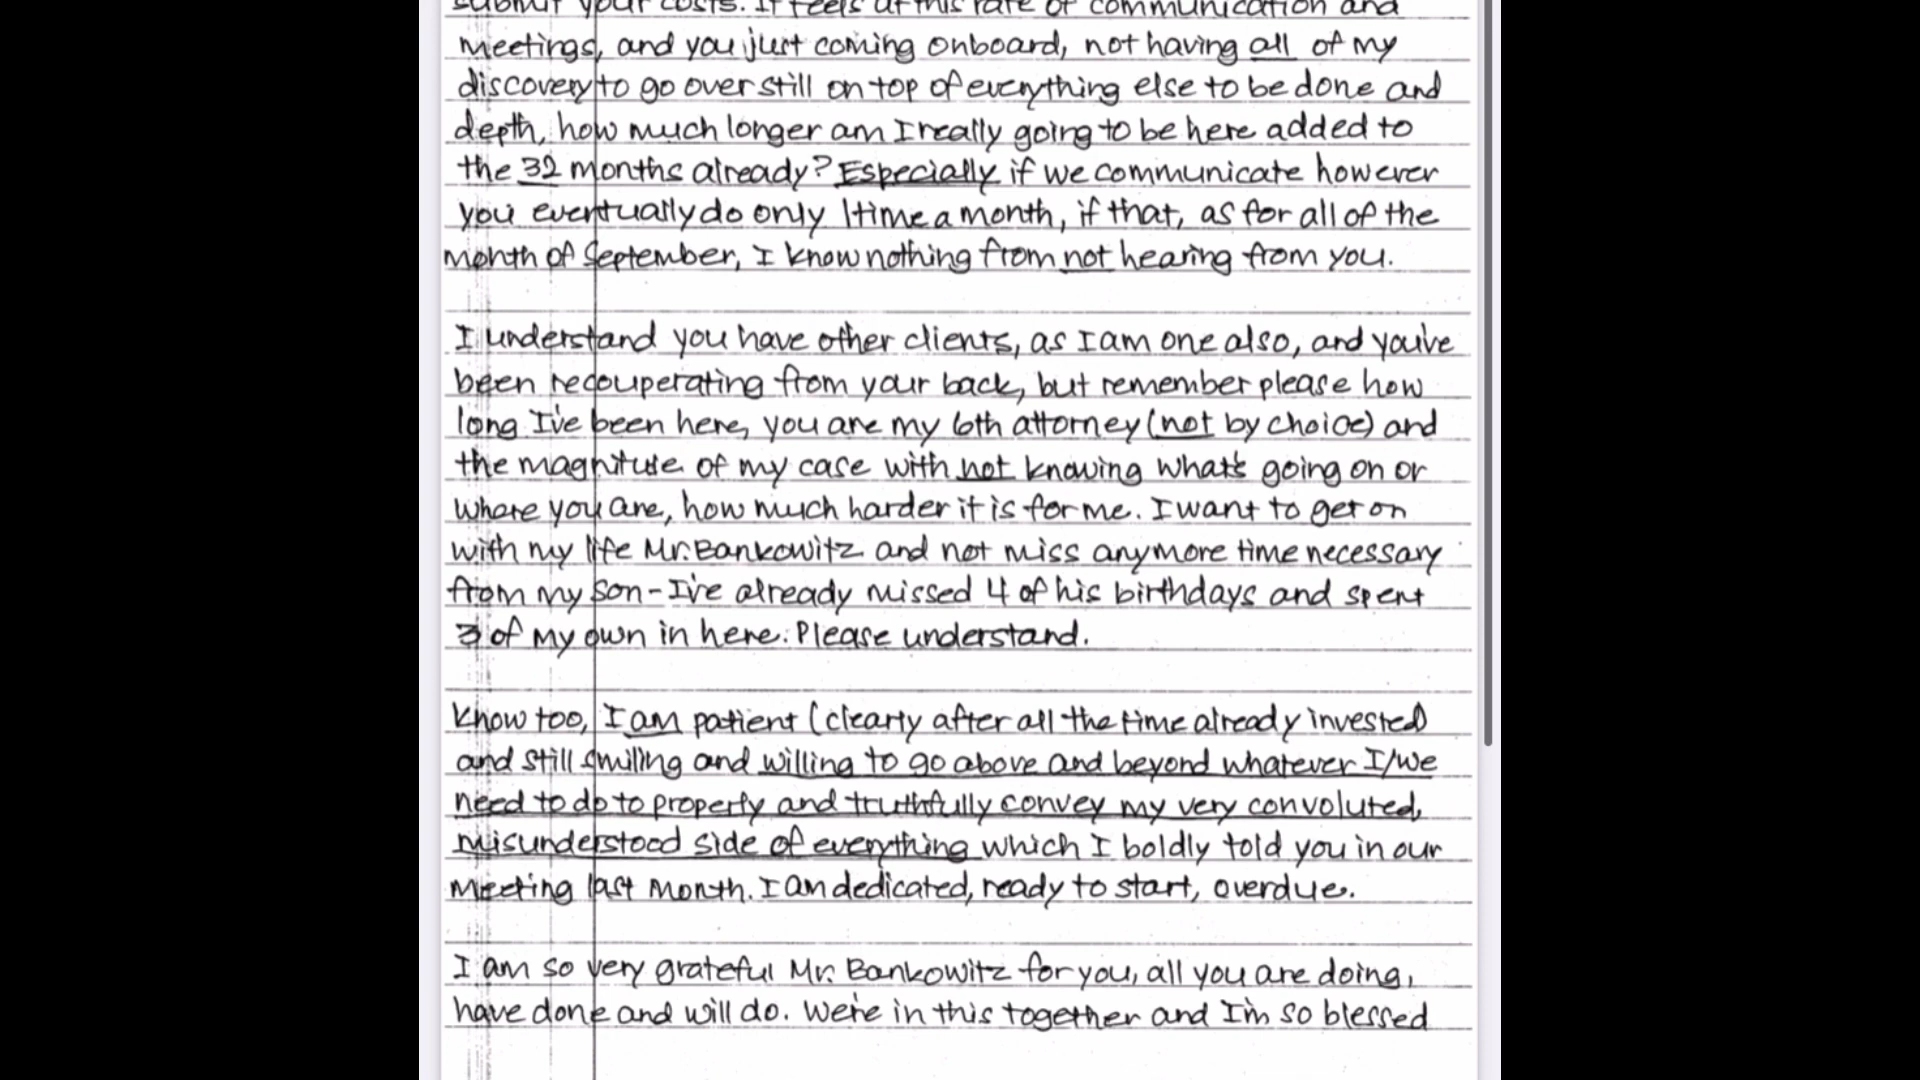 submit your costs. It feels at this rate of communication and
meetings, and you just coming onboard, not having all of my
discovery to go over still on top of everything else to be done and
depth, how much longer am I really going to be here added to
the 32 months already? Especially if we communicate however
you eventually do only 1 time a month, if that, as for all of the
month of September, I know nothing from not hearing from you.
I understand you have other clients, as I am one also, and you've
been recouperating from your back, but remember please how
long I've been here, you are my 6th attorney (not by choice) and
the magnitude of my case with not knowing what's going on or
where you are, how much harder it is for me. I want to get on
with my life Mr. Bankowitz and not miss anymore time necessary
from my son - I've already missed 4 of his birthdays and spent
3 of my own in here. Please understand.
Know too, I am patient (clearly after all the time already invested
and still smiling and willing to go above and beyond whatever I/we
need to do to properly and truthfully convey my very convoluted,
misunderstood side of everything which I boldly told you in our
meeting last month. I am dedicated, ready to start, overdue.
I am so very grateful Mr. Bankowitz for you, all you are doing,
have done and will do. We're in this together and I'm so blessed